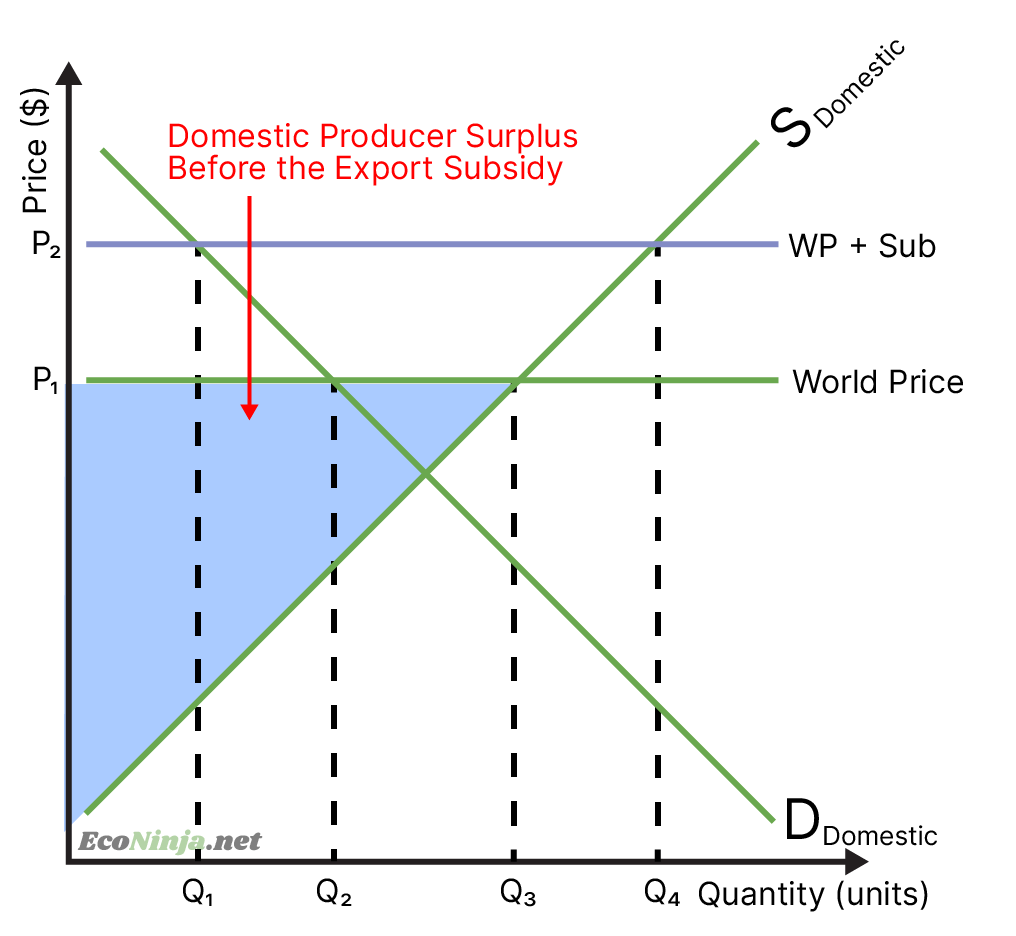 S Domestic
Price ($)
Domestic Producer Surplus
Before the Export Subsidy
P₂
WP + Sub
P₁
World Price
D Domestic
EcoNinja.net
Q₁
Q₂
Q₃
Q₄
Quantity (units)